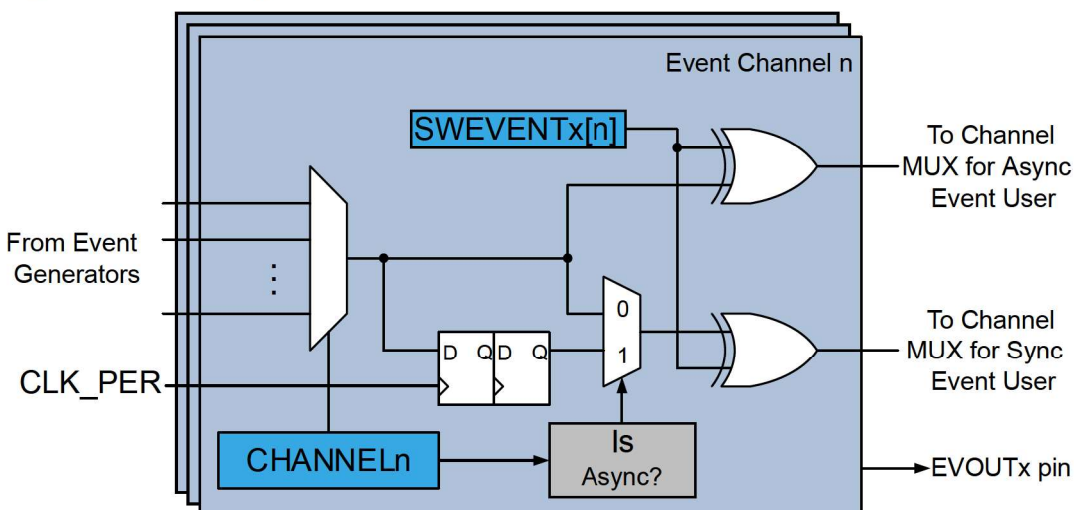 Event Channel n
SWEVENTx[n]
To Channel
MUX for Async
Event User
From Event
Generators
⋮
0
1
To Channel
MUX for Sync
Event User
D Q D Q
CLK_PER
CHANNELn
Is
Async?
EVOUTx pin